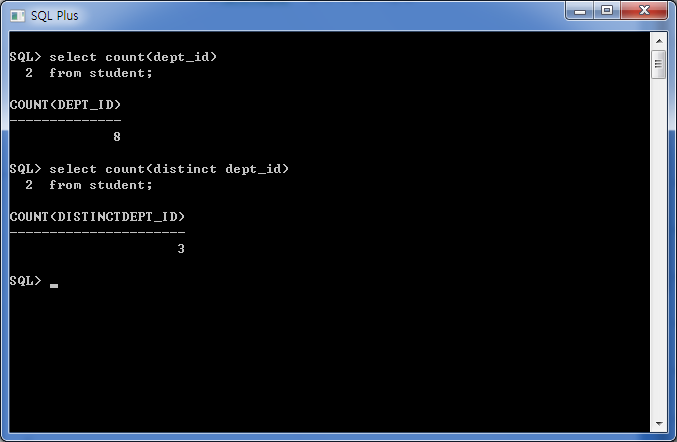 SQL Plus
SQL> select count(dept_id)
2 from student;
COUNT(DEPT_ID)
--------------
8
SQL> select count(distinct dept_id)
2 from student;
COUNT(DISTINCTDEPT_ID)
----------------------
3
SQL> _